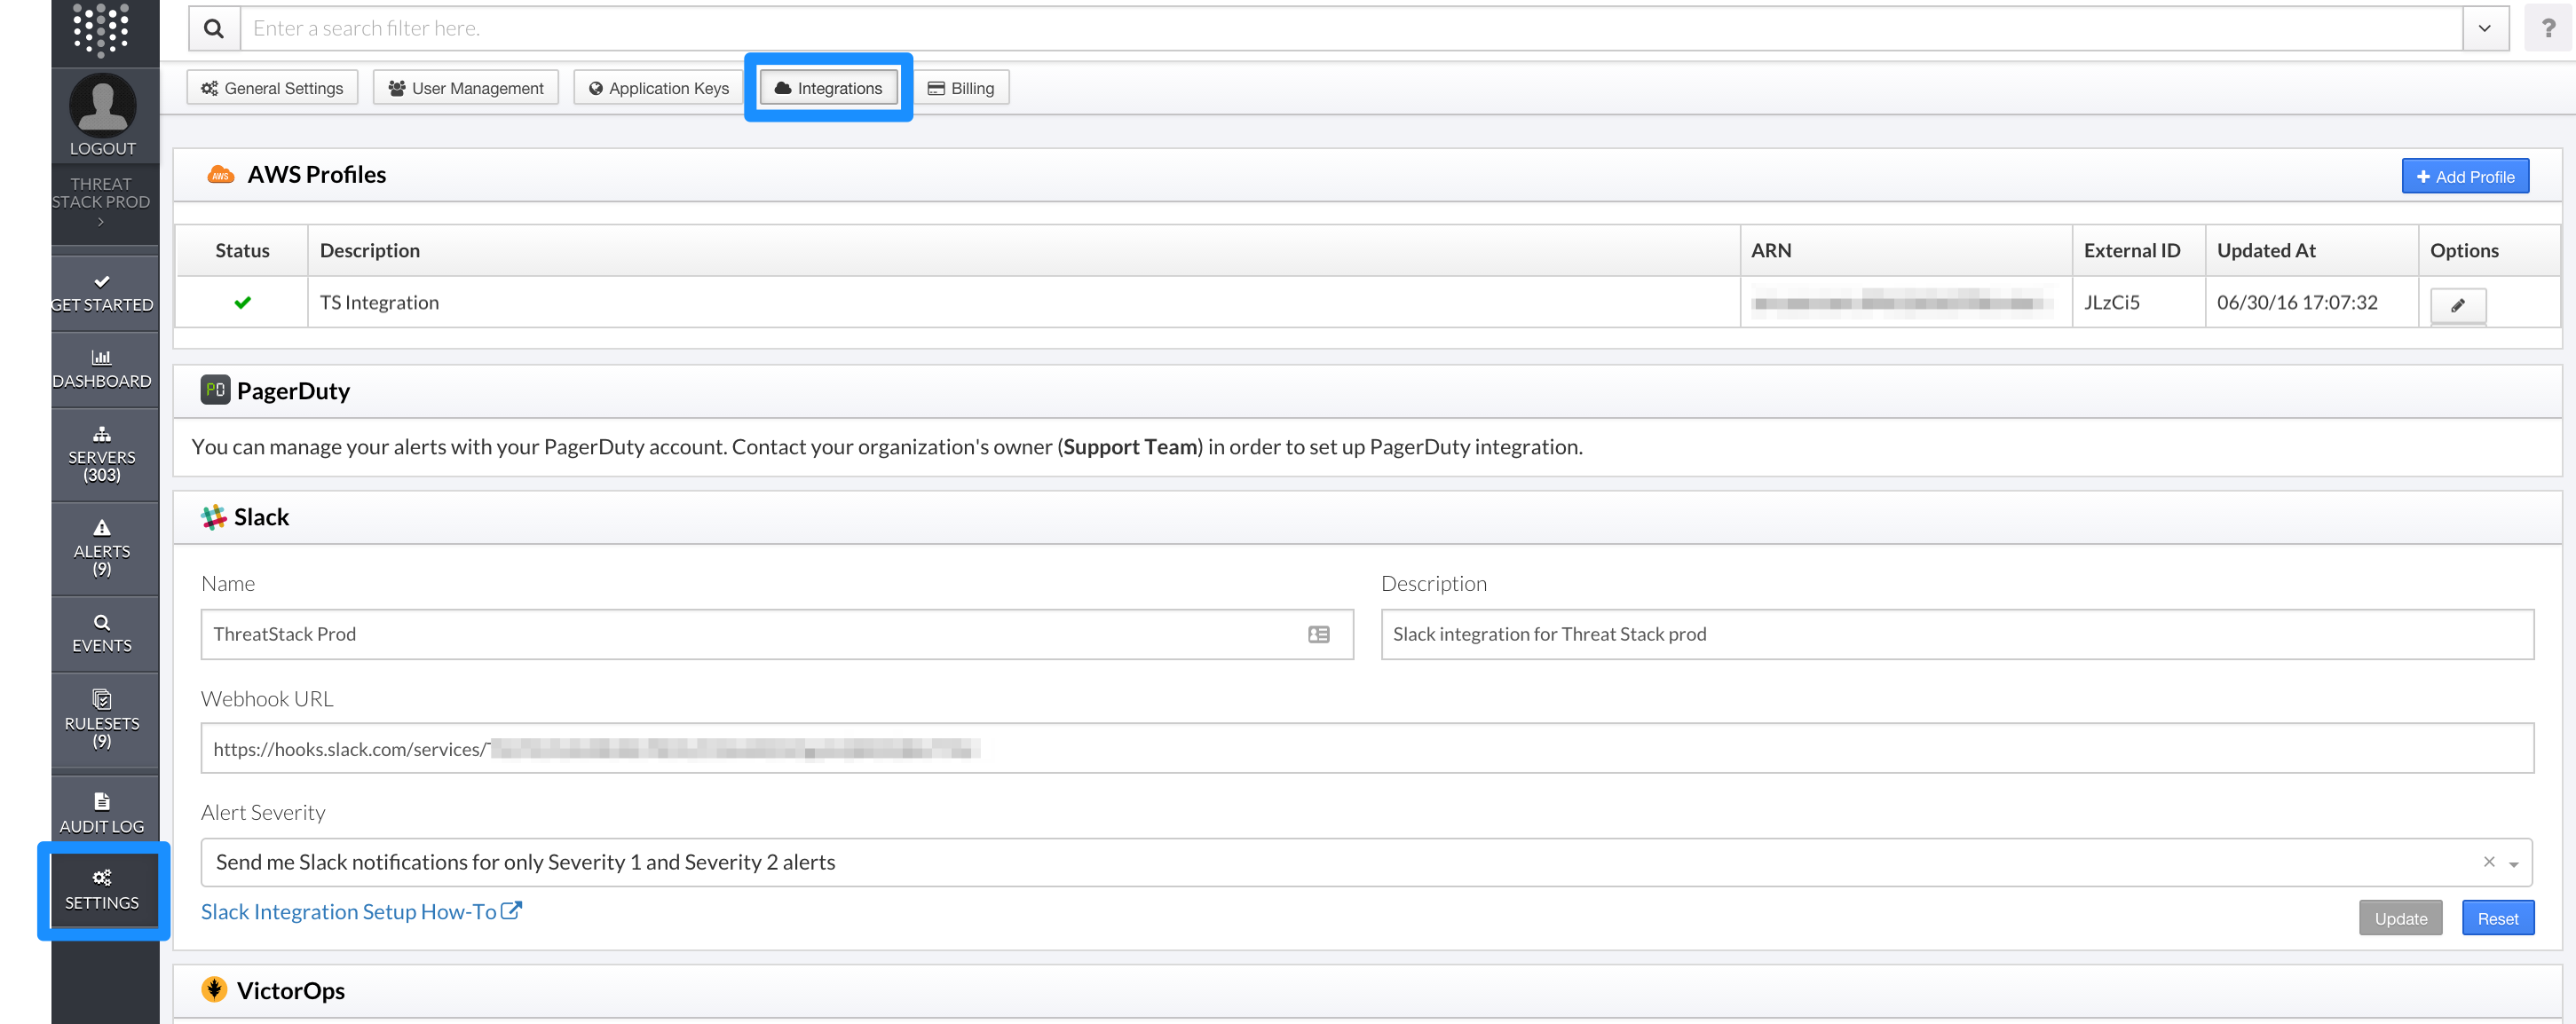 Enter a search filter here.
?
General Settings
User Management
Application Keys
Integrations
Billing
LOGOUT
THREAT
STACK PROD
>
GET STARTED
DASHBOARD
SERVERS
(303)
ALERTS
(9)
EVENTS
RULESETS
(9)
AUDIT LOG
SETTINGS
AWS AWS Profiles
+ Add Profile
Status Description ARN External ID Updated At Options
TS Integration JLzCi5 06/30/16 17:07:32
PD PagerDuty
You can manage your alerts with your PagerDuty account. Contact your organization's owner (Support Team) in order to set up PagerDuty integration.
Slack
Name Description
ThreatStack Prod Slack integration for Threat Stack prod
Webhook URL
https://hooks.slack.com/services/
Alert Severity
Send me Slack notifications for only Severity 1 and Severity 2 alerts ×
Slack Integration Setup How-To
Update Reset
VictorOps